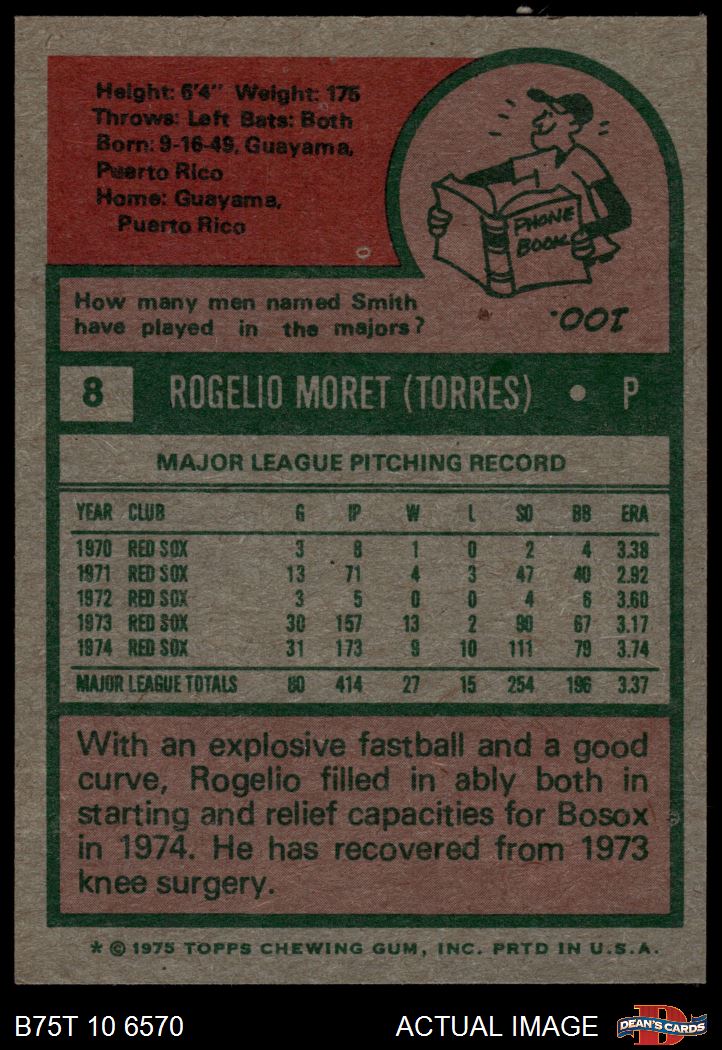 Height: 6'4" Weight: 175
Throws: Left Bats: Both
Born: 9-16-49, Guayama,
Puerto Rico
Home: Guayama,
Puerto Rico
PHONE
BOOK
How many men named Smith
have played in the majors?
100.
8 ROGELIO MORET (TORRES) • P
MAJOR LEAGUE PITCHING RECORD
YEAR CLUB G IP W L SO BB ERA
1970 RED SOX 3 8 1 0 2 4 3.38
1971 RED SOX 13 71 4 3 47 40 2.92
1972 RED SOX 3 5 0 0 4 6 3.60
1973 RED SOX 30 157 13 2 90 67 3.17
1974 RED SOX 31 173 9 10 111 79 3.74
MAJOR LEAGUE TOTALS 80 414 27 15 254 196 3.37
With an explosive fastball and a good
curve, Rogelio filled in ably both in
starting and relief capacities for Bosox
in 1974. He has recovered from 1973
knee surgery.
* © 1975 TOPPS CHEWING GUM, INC. PRTD IN U.S.A.
B75T 10 6570 ACTUAL IMAGE
DEAN'S CARDS